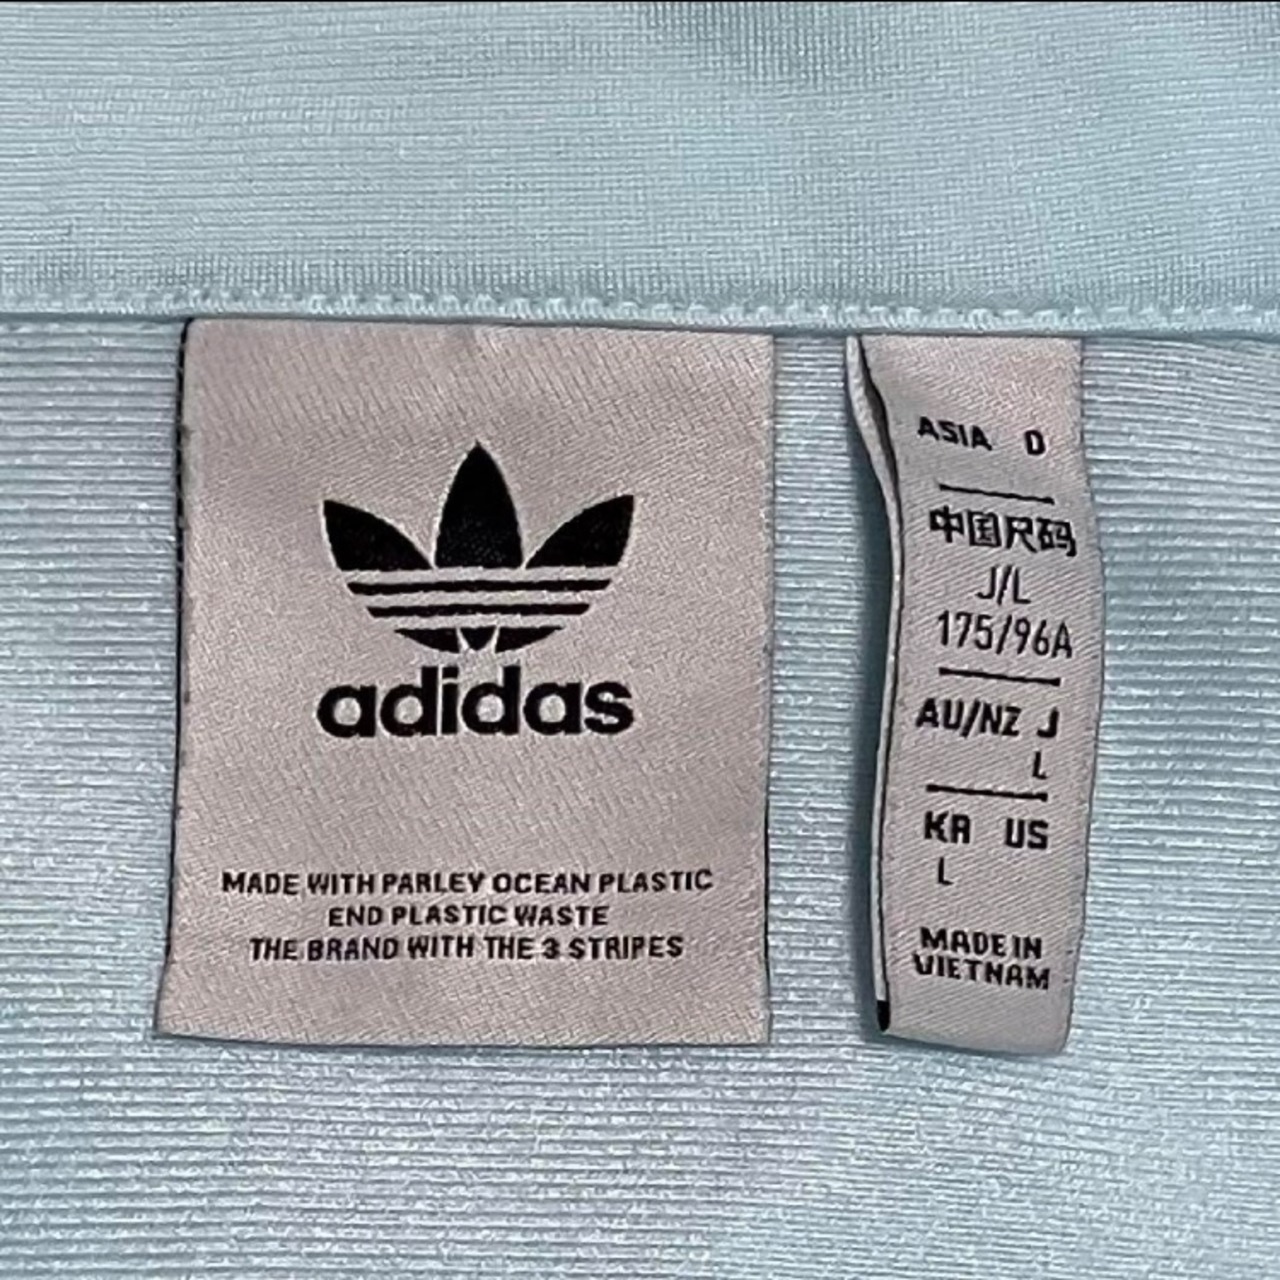 adidas
MADE WITH PARLEY OCEAN PLASTIC
END PLASTIC WASTE
THE BRAND WITH THE 3 STRIPES
ASIA O
中国尺码
J/L
175/96A
AU/NZ J
L
KR US
L
MADE IN
VIETNAM